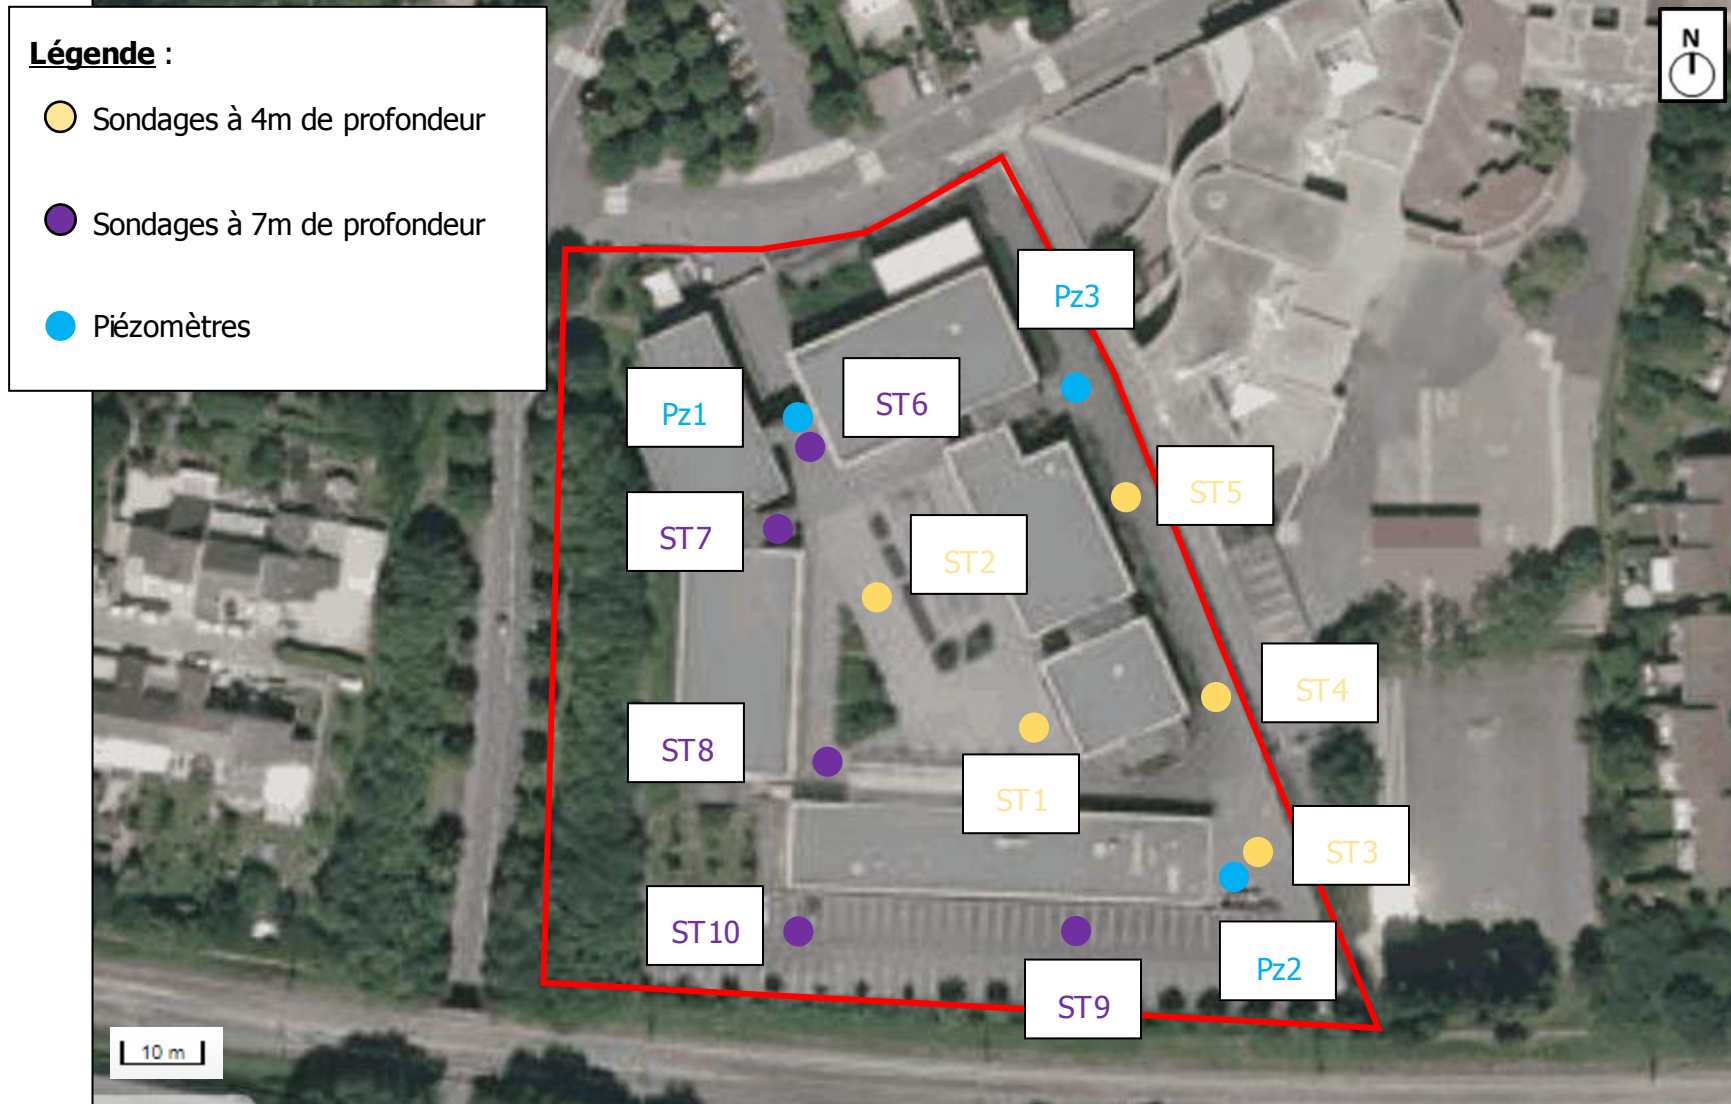 Légende :
Sondages à 4m de profondeur
Sondages à 7m de profondeur
Piézomètres
N
Pz3
ST6
Pz1
ST5
ST7
ST2
ST4
ST8
ST1
ST3
ST10
Pz2
ST9
10 m